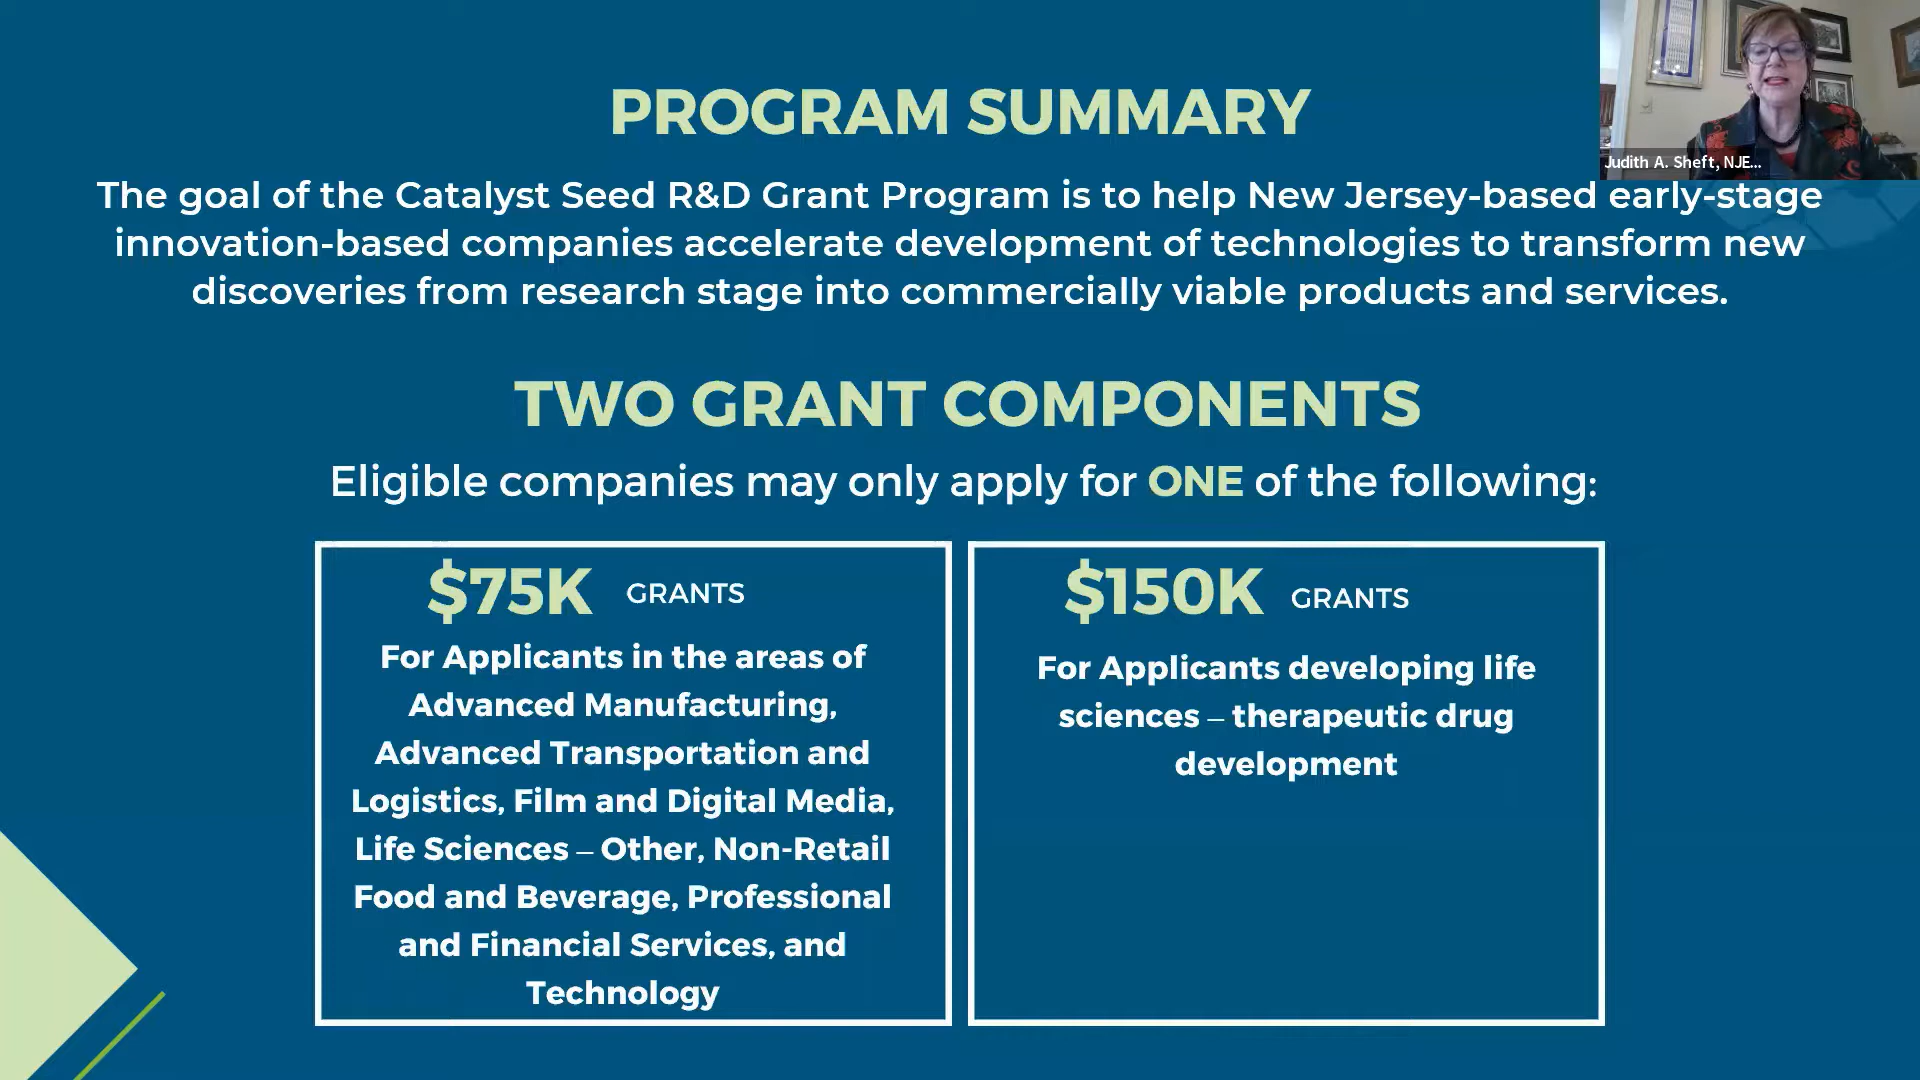 PROGRAM SUMMARY
The goal of the Catalyst Seed R&D Grant Program is to help New Jersey-based early-stage
innovation-based companies accelerate development of technologies to transform new
discoveries from research stage into commercially viable products and services.
Judith A. Sheft, NJE...
TWO GRANT COMPONENTS
Eligible companies may only apply for ONE of the following:
$75K GRANTS
For Applicants in the areas of
Advanced Manufacturing,
Advanced Transportation and
Logistics, Film and Digital Media,
Life Sciences – Other, Non-Retail
Food and Beverage, Professional
and Financial Services, and
Technology
$150K GRANTS
For Applicants developing life
sciences – therapeutic drug
development